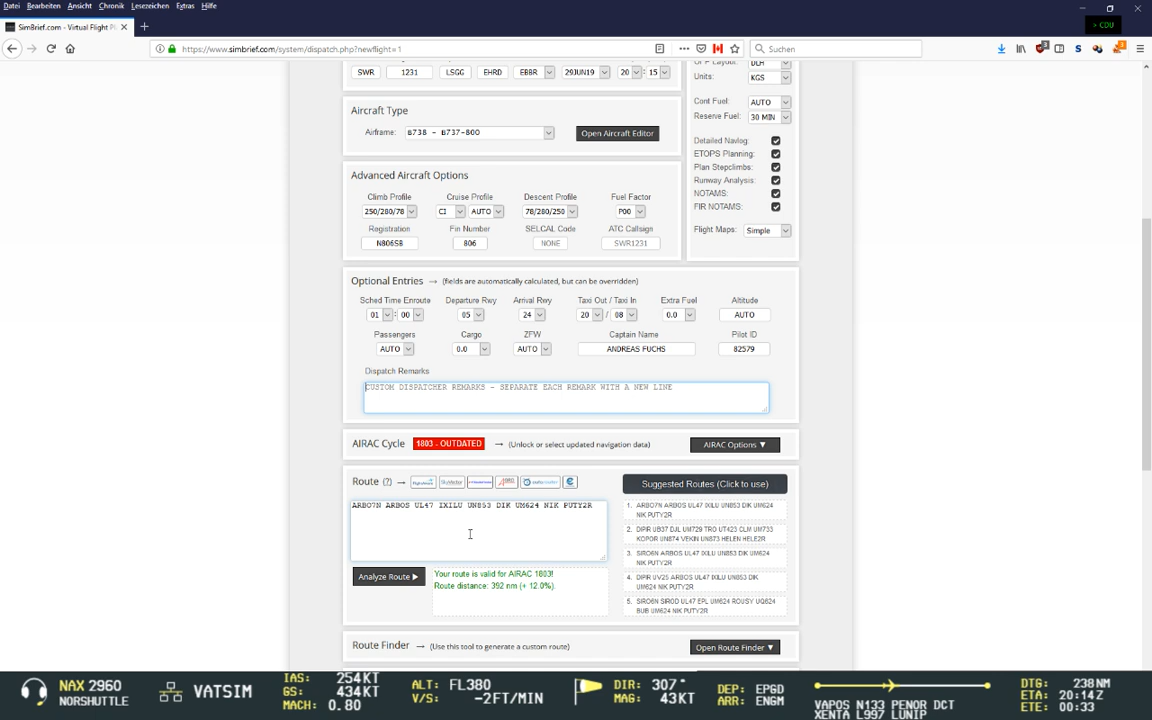 Datei Bearbeiten Ansicht Chronik Lesezeichen Extras Hilfe
SimBrief.com - Virtual Flight Pl
> CDU
https://www.simbrief.com/system/dispatch.php?newflight=1
Suchen
SWR 1231 LSGG EHRD EBBR 29JUN19 20 : 15
DLH
Units: KGS
Aircraft Type
Airframe: B738 - B737-800 Open Aircraft Editor
Cont Fuel: AUTO
Reserve Fuel: 30 MIN
Detailed Navlog:
ETOPS Planning:
Plan Stepclimbs:
Runway Analysis:
NOTAMS:
FIR NOTAMS:
Flight Maps: Simple
Advanced Aircraft Options
Climb Profile Cruise Profile Descent Profile Fuel Factor
250/280/78 CI AUTO 78/280/250 P00
Registration Fin Number SELCAL Code ATC Callsign
N806SB 806 NONE SWR1231
Optional Entries → (fields are automatically calculated, but can be overridden)
Sched Time Enroute Departure Rwy Arrival Rwy Taxi Out / Taxi In Extra Fuel Altitude
01 : 00 05 24 20 / 08 0.0 AUTO
Passengers Cargo ZFW Captain Name Pilot ID
AUTO 0.0 AUTO ANDREAS FUCHS 82579
Dispatch Remarks
CUSTOM DISPATCHER REMARKS - SEPARATE EACH REMARK WITH A NEW LINE
AIRAC Cycle 1803 - OUTDATED → (Unlock or select updated navigation data) AIRAC Options ▼
Route (?) →
Suggested Routes (Click to use)
ARBO7N ARBOS UL47 IXILU UN853 DIK UM624 NIK PUTY2R
1. ARBO7N ARBOS UL47 IXILU UN853 DIK UM624
NIK PUTY2R
2. DIPIR UB37 DJL UM729 TRO UT423 CLM UM733
KOPOR UN874 VEKIN UN873 HELEN HELE2R
3. SIRO6N ARBOS UL47 IXILU UN853 DIK UM624
NIK PUTY2R
4. DIPIR UV25 ARBOS UL47 IXILU UN853 DIK
UM624 NIK PUTY2R
5. SIRO6N SIROD UL47 EPL UM624 ROUSY UQ624
BUB UM624 NIK PUTY2R
Analyze Route ▶
Your route is valid for AIRAC 1803!
Route distance: 392 nm (+ 12.0%).
Route Finder → (Use this tool to generate a custom route) Open Route Finder ▼
NAX 2960
NORSHUTTLE
VATSIM
IAS: 254KT
GS: 434KT
MACH: 0.80
ALT: FL380
V/S: -2FT/MIN
DIR: 307°
MAG: 43KT
DEP: EPGD
ARR: ENGM
VAPOS N133 PENOR DCT
XENTA L997 LUNIP
DTG: 238NM
ETA: 20:14Z
ETE: 00:33